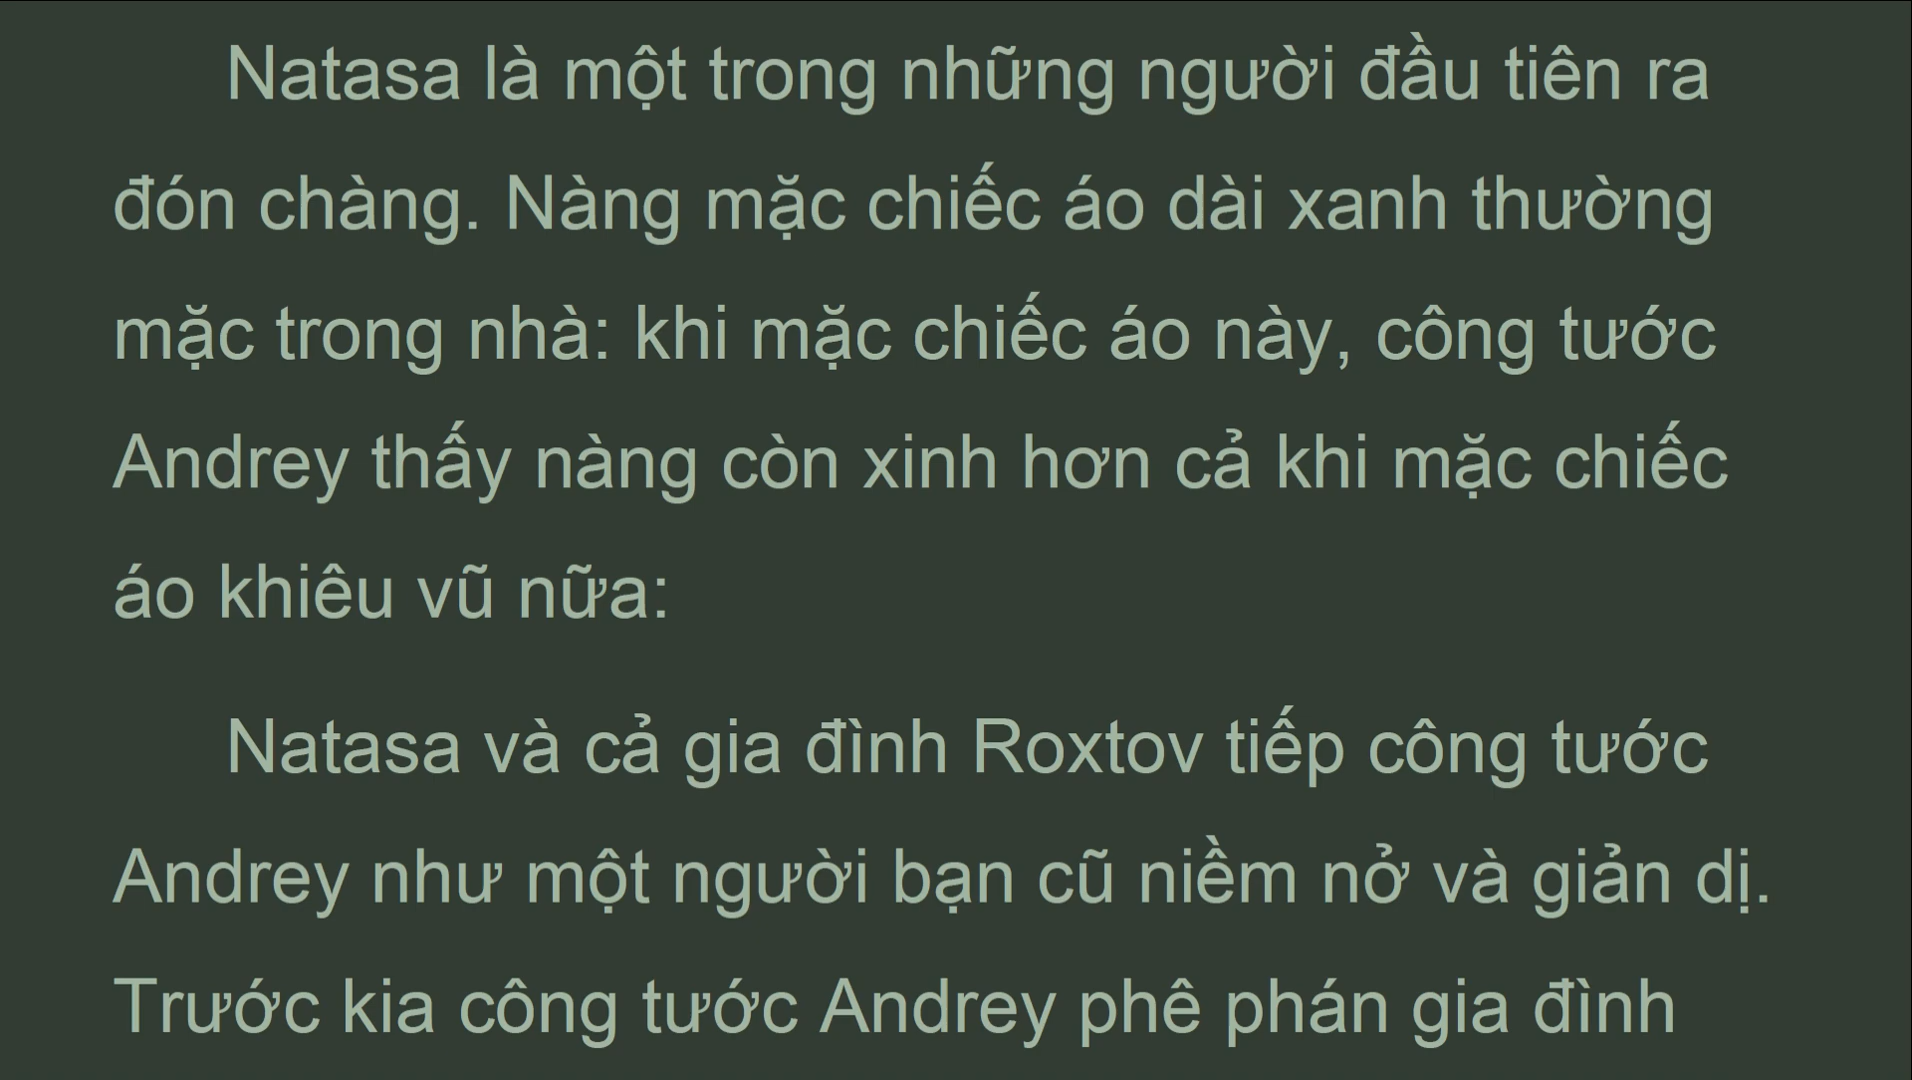 Natasa là một trong những người đầu tiên ra
đón chàng. Nàng mặc chiếc áo dài xanh thường
mặc trong nhà: khi mặc chiếc áo này, công tước
Andrey thấy nàng còn xinh hơn cả khi mặc chiếc
áo khiêu vũ nữa:
Natasa và cả gia đình Roxtov tiếp công tước
Andrey như một người bạn cũ niềm nở và giản dị.
Trước kia công tước Andrey phê phán gia đình